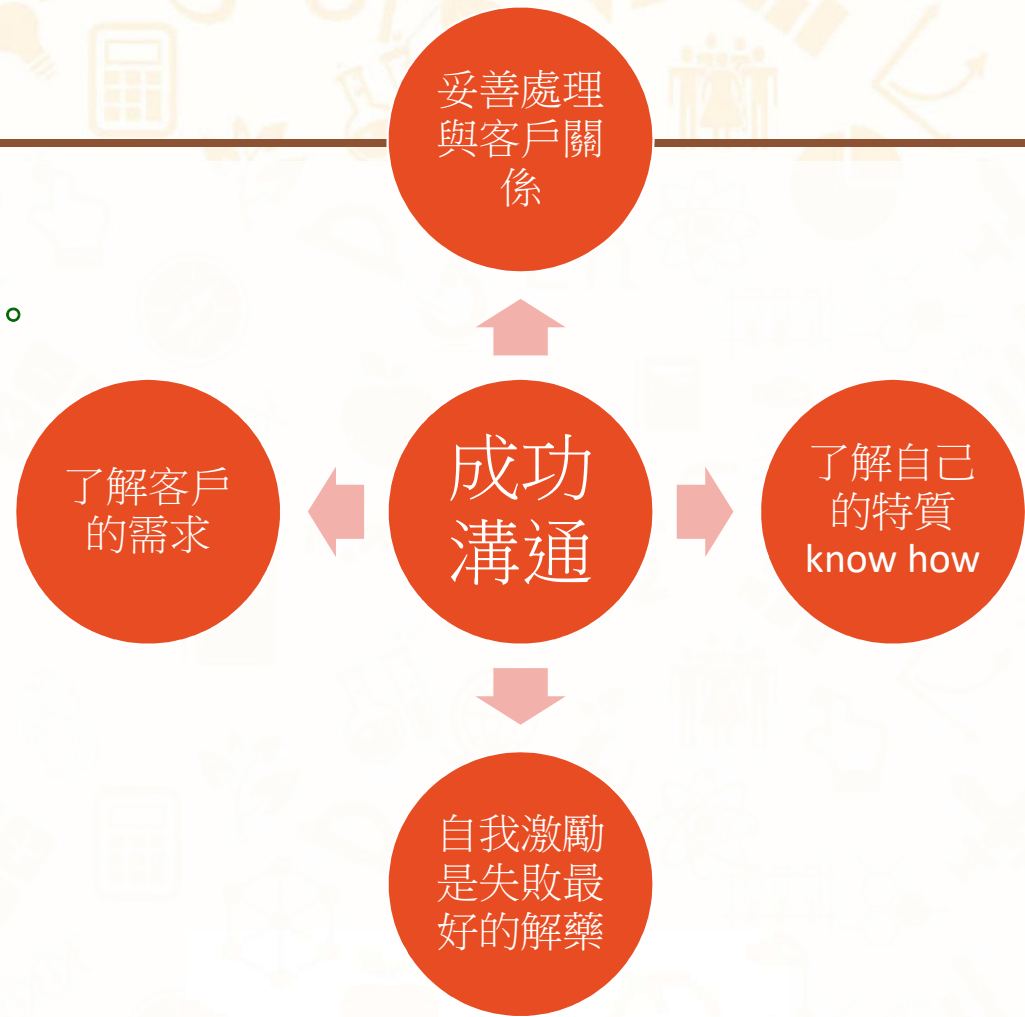 妥善處理
與客戶關
係
了解客戶
的需求
成功
溝通
了解自己
的特質
know how
自我激勵
是失敗最
好的解藥